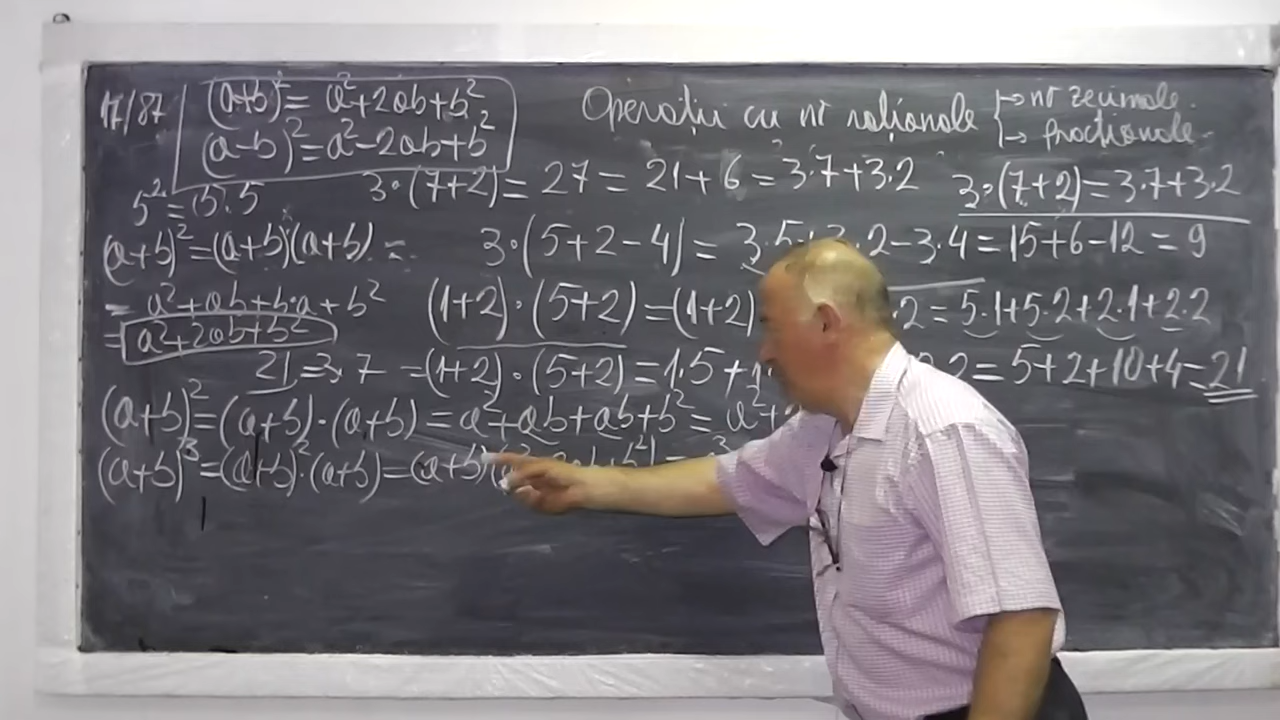 17/87
(a+b)² = a²+2ab+b²
(a-b)² = a²-2ab+b²
Operații cu nr raționale → nr zecimale.
→ fracționale.
5² = 5.5
3·(7+2) = 27 = 21+6 = 3·7+3·2
3·(7+2) = 3·7+3·2
(a+b)² = (a+b)(a+b) =
3·(5+2-4) = 3·5+3·2-3·4 = 15+6-12 = 9
= a²+ab+b·a+b²
(1+2)·(5+2) = (1+2) ·2 = 5·1+5·2+2·1+2·2
= a²+2ab+b²
21 = 3·7 = (1+2)·(5+2) = 1·5+1· ·2 = 5+2+10+4 = 21
(a+b)² = (a+b)·(a+b) = a²+ab+ab+b² = a²+
(a+b)³ = (a+b)²·(a+b) = (a+b)